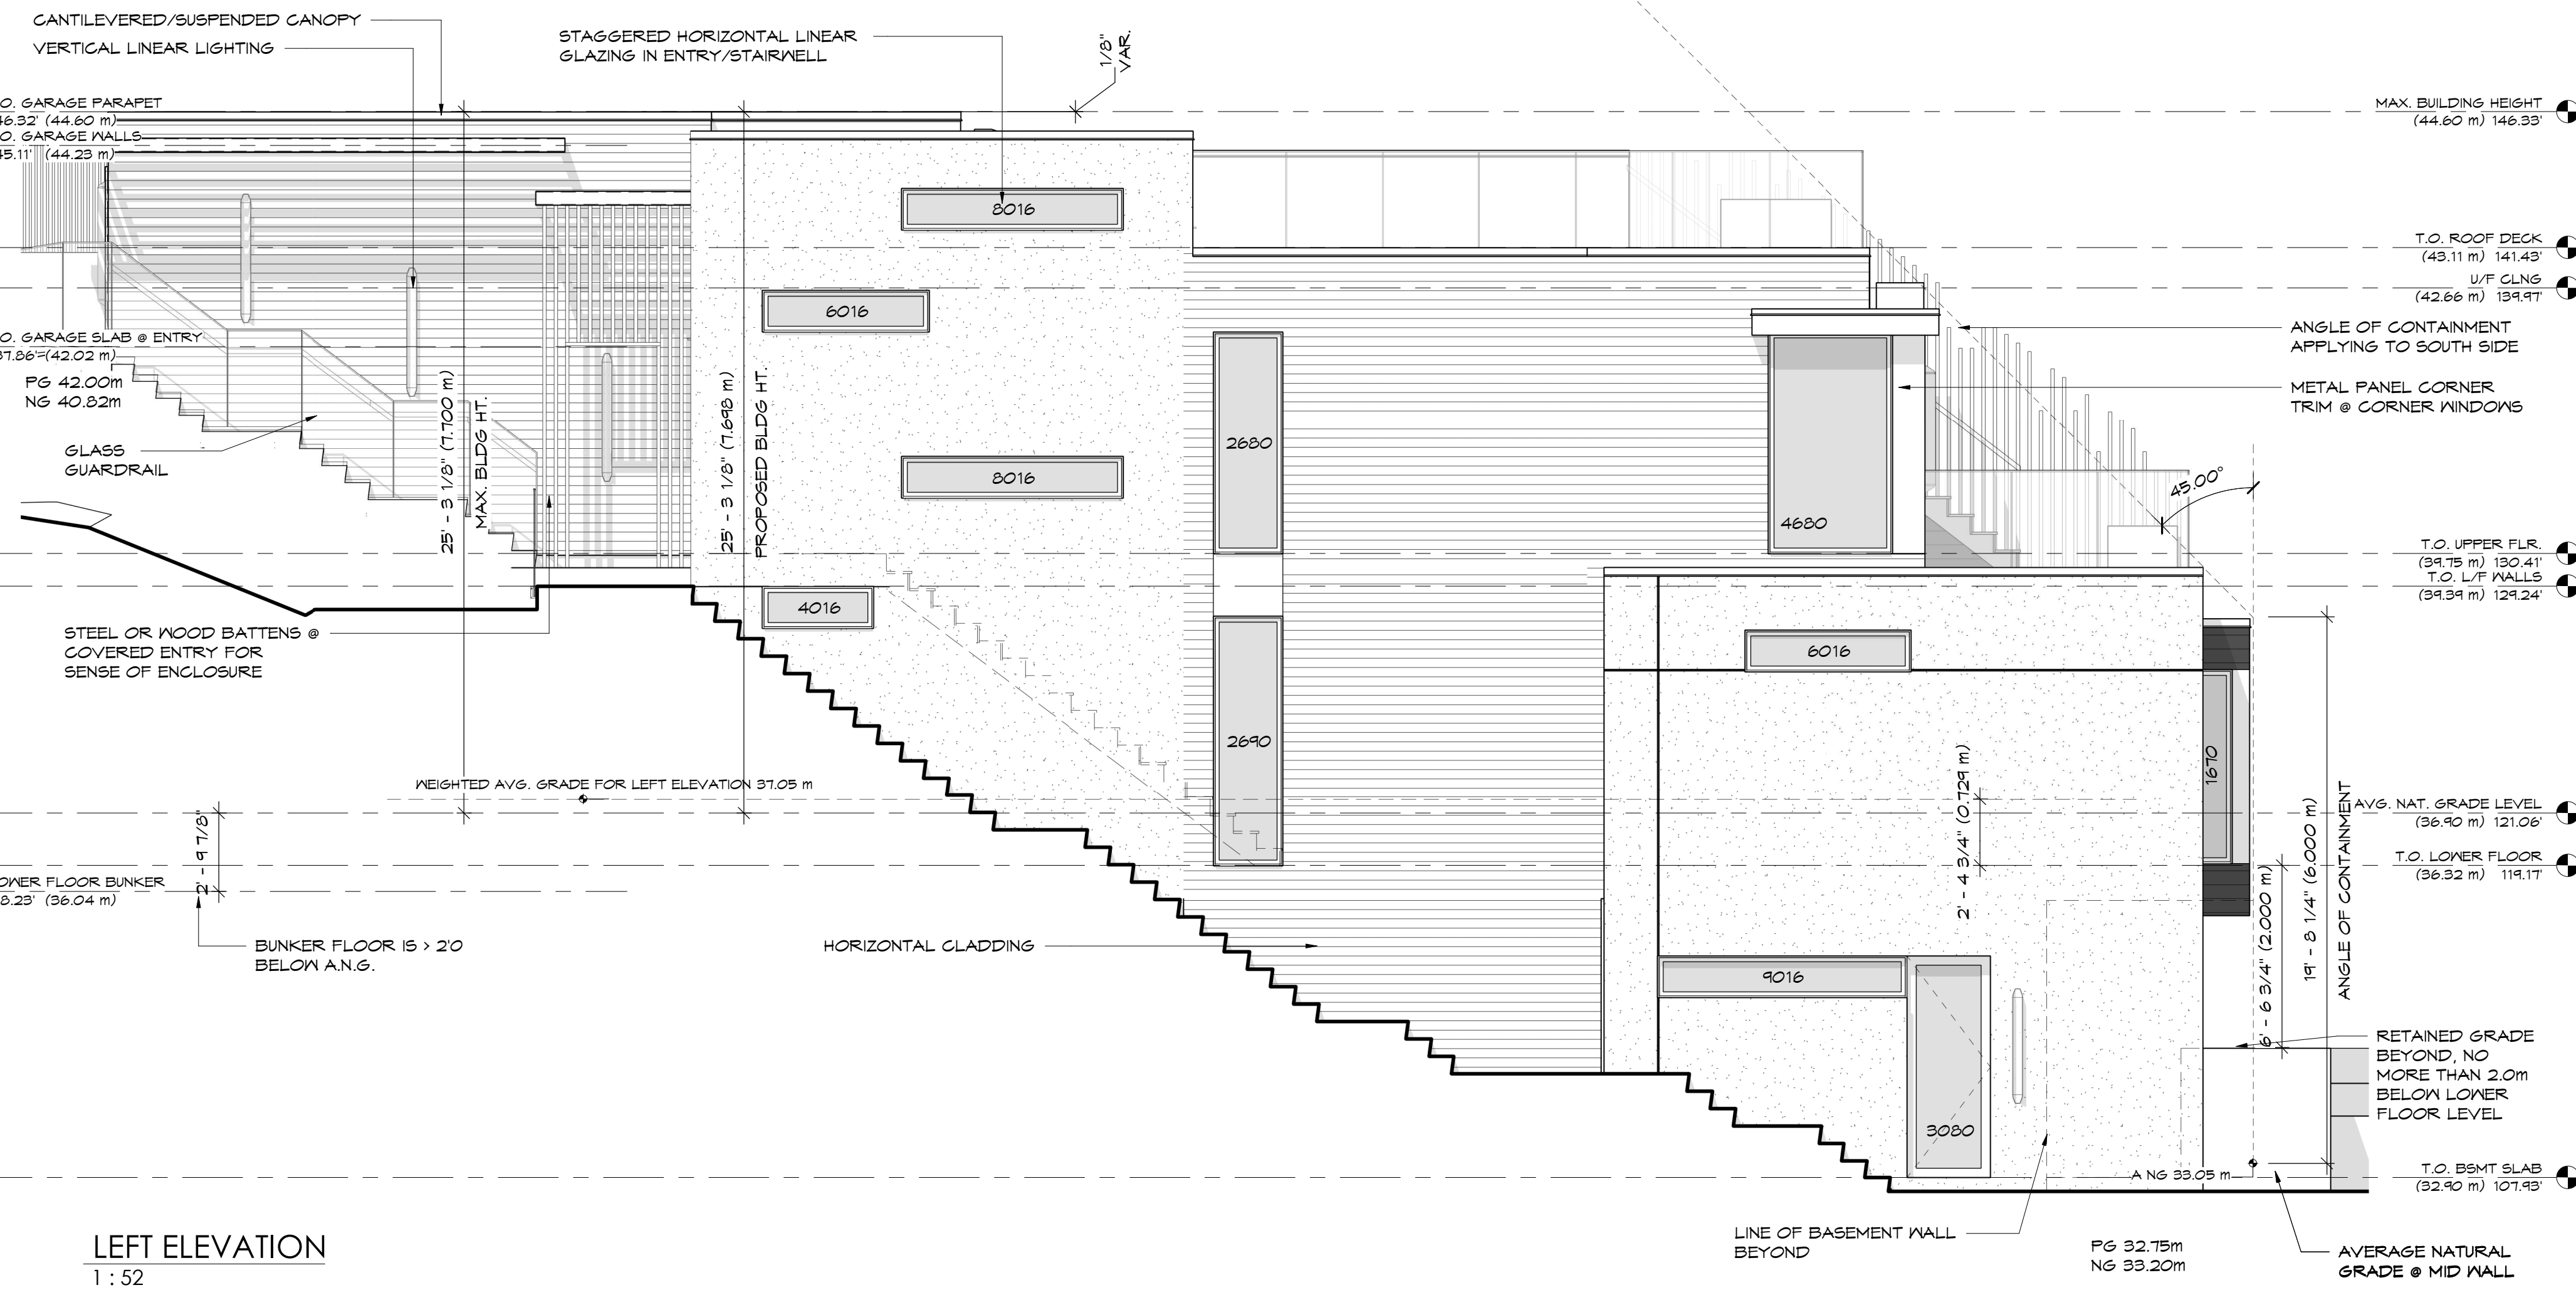 CANTILEVERED/SUSPENDED CANOPY
VERTICAL LINEAR LIGHTING
STAGGERED HORIZONTAL LINEAR
GLAZING IN ENTRY/STAIRWELL
1/8"
VAR.
O. GARAGE PARAPET
46.32' (44.60 m)
O. GARAGE WALLS
45.11' (44.23 m)
MAX. BUILDING HEIGHT
(44.60 m) 146.33'
8016
6016
T.O. ROOF DECK
(43.11 m) 141.43'
U/F CLNG
(42.66 m) 139.97'
O. GARAGE SLAB @ ENTRY
37.86'=(42.02 m)
PG 42.00m
NG 40.82m
GLASS
GUARDRAIL
25' - 3 1/8" (7.700 m)
MAX. BLDG HT.
25' - 3 1/8" (7.698 m)
PROPOSED BLDG HT.
8016
2680
4680
ANGLE OF CONTAINMENT
APPLYING TO SOUTH SIDE
METAL PANEL CORNER
TRIM @ CORNER WINDOWS
45.00°
T.O. UPPER FLR.
(39.75 m) 130.41'
T.O. L/F WALLS
(39.39 m) 129.24'
4016
STEEL OR WOOD BATTENS @
COVERED ENTRY FOR
SENSE OF ENCLOSURE
6016
2690
1670
WEIGHTED AVG. GRADE FOR LEFT ELEVATION 37.05 m
2' - 9 7/8"
2' - 4 3/4" (0.729 m)
AVG. NAT. GRADE LEVEL
(36.90 m) 121.06'
T.O. LOWER FLOOR
(36.32 m) 119.17'
OWER FLOOR BUNKER
8.23' (36.04 m)
BUNKER FLOOR IS > 2'0
BELOW A.N.G.
HORIZONTAL CLADDING
9016
3080
6' - 6 3/4" (2.000 m)
19' - 8 1/4" (6.000 m)
ANGLE OF CONTAINMENT
RETAINED GRADE
BEYOND, NO
MORE THAN 2.0m
BELOW LOWER
FLOOR LEVEL
A NG 33.05 m
T.O. BSMT SLAB
(32.90 m) 107.93'
LINE OF BASEMENT WALL
BEYOND
PG 32.75m
NG 33.20m
AVERAGE NATURAL
GRADE @ MID WALL
LEFT ELEVATION
1 : 52